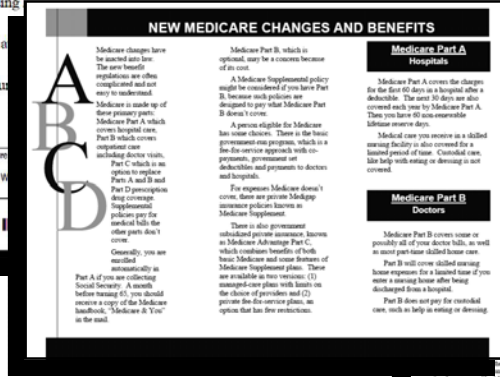 NEW MEDICARE CHANGES AND BENEFITS
A
B
C
D
Medicare changes have
be inacted into law.
The new benefit
regulations are often
complicated and not
easy to understand.
Medicare is made up of
these primary parts:
Medicare Part A which
covers hospital care,
Part B which covers
outpatient care
including doctor visits,
Part C which is an
option to replace
Parts A and B and
Part D prescription
drug coverage.
Supplemental
policies pay for
medical bills the
other parts don't
cover.
Generally, you are
enrolled
automatically in
Part A if you are collecting
Social Security. A month
before turning 65, you should
receive a copy of the Medicare
handbook, "Medicare & You"
in the mail.
Medicare Part B, which is
optional, may be a concern because
of its cost.
A Medicare Supplemental policy
might be considered if you have Part
B, because such policies are
designed to pay what Medicare Part
B doesn't cover.
A person eligible for Medicare
has some choices. There is the basic
government-run program, which is a
fee-for-service approach with co-
payments, government set
deductibles and payments to doctors
and hospitals.
For expenses Medicare doesn't
cover, there are private Medigap
insurance policies known as
Medicare Supplement.
There is also government
subsidized private insurance, known
as Medicare Advantage Part C,
which combines benefits of both
basic Medicare and some features of
Medicare Supplement plans. These
are available in two versions: (1)
managed-care plans with limits on
the choice of providers and (2)
private fee-for-service plans, an
option that has few restrictions.
Medicare Part A
Hospitals
Medicare Part A covers the charges
for the first 60 days in a hospital after a
deductible. The next 30 days are also
covered each year by Medicare Part A.
Then you have 60 non-renewable
lifetime reserve days.
Medical care you receive in a skilled
nursing facility is also covered for a
limited period of time. Custodial care,
like help with eating or dressing is not
covered.
Medicare Part B
Doctors
Medicare Part B covers some or
possibly all of your doctor bills, as well
as most part-time skilled home care.
Part B will cover skilled nursing
home expenses for a limited time if you
enter a nursing home after being
discharged from a hospital.
Part B does not pay for custodial
care, such as help in eating or dressing.